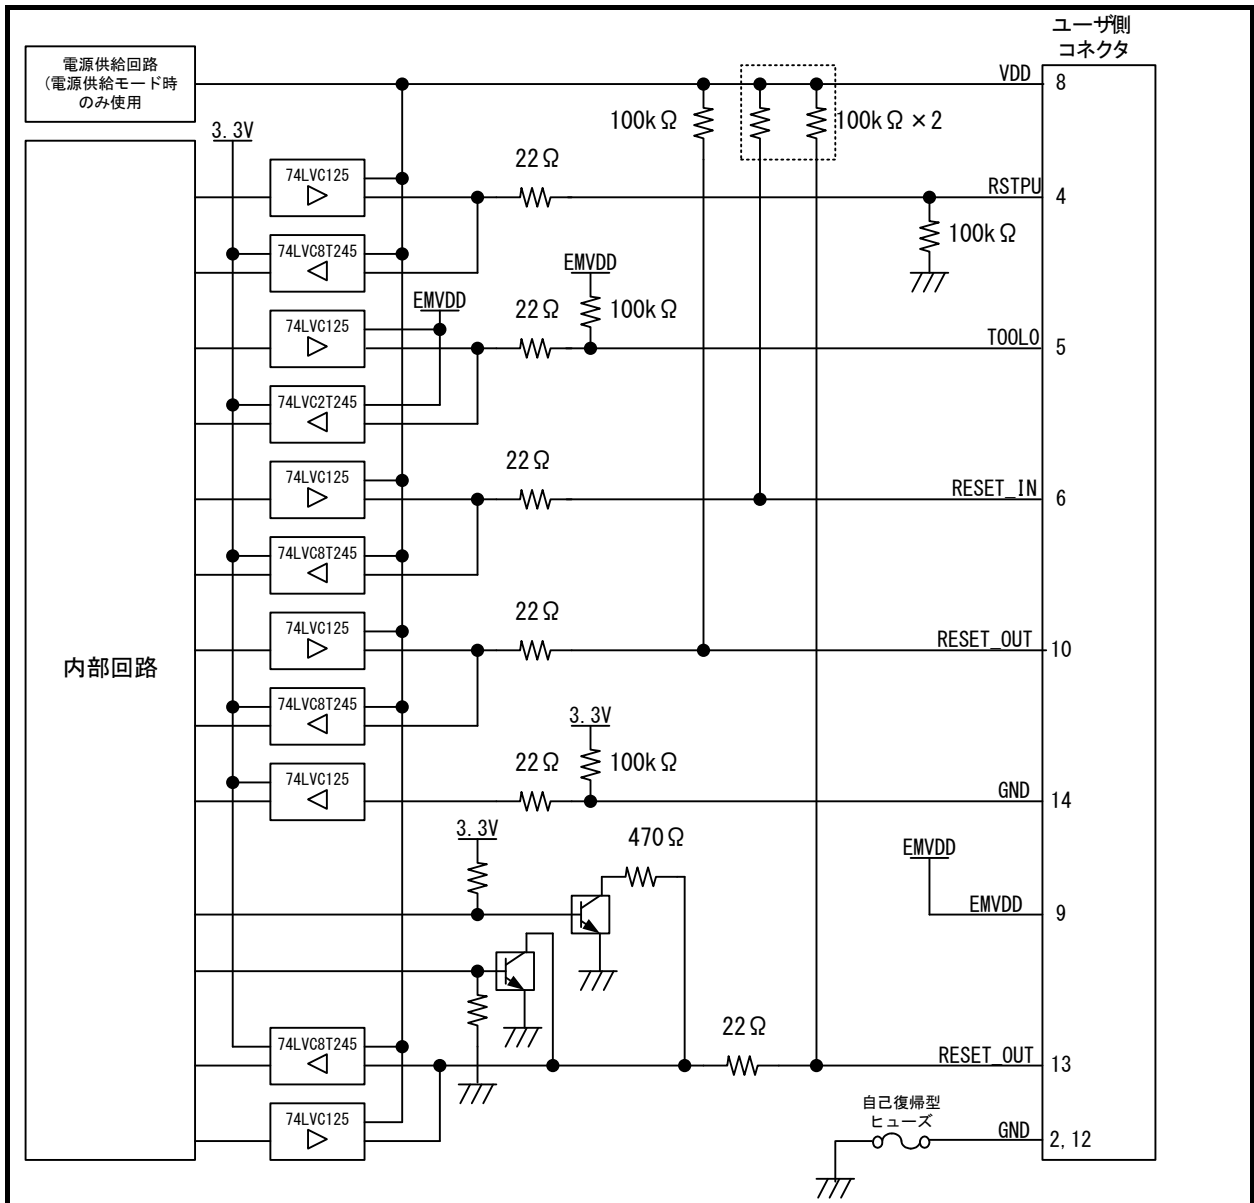 ユーザ側
コネクタ
電源供給回路
(電源供給モード時
のみ使用
VDD
8
100kΩ
100kΩ×2
3.3V
74LVC125
22Ω
RSTPU
4
74LVC8T245
100kΩ
EMVDD
EMVDD
100kΩ
74LVC125
22Ω
TOOL0
5
74LVC2T245
22Ω
74LVC125
RESET_IN
6
74LVC8T245
22Ω
74LVC125
RESET_OUT
10
内部回路
74LVC8T245
3.3V
22Ω
100kΩ
74LVC125
GND
14
3.3V
470Ω
EMVDD
EMVDD
9
22Ω
74LVC8T245
RESET_OUT
13
自己復帰型
ヒューズ
74LVC125
GND
2,12